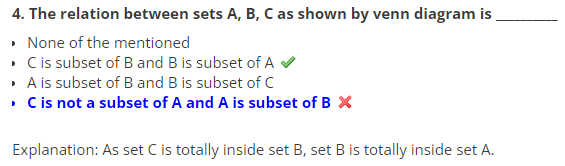 4. The relation between sets A, B, C as shown by venn diagram is __________
• None of the mentioned
• C is subset of B and B is subset of A ✔
• A is subset of B and B is subset of C
• C is not a subset of A and A is subset of B ✖
Explanation: As set C is totally inside set B, set B is totally inside set A.